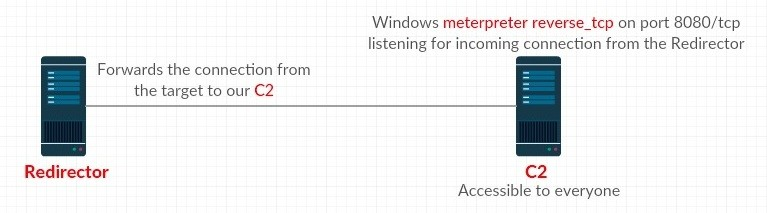 Windows meterpreter reverse_tcp on port 8080/tcp
listening for incoming connection from the Redirector
Forwards the connection from
the target to our C2
Redirector
C2
Accessible to everyone